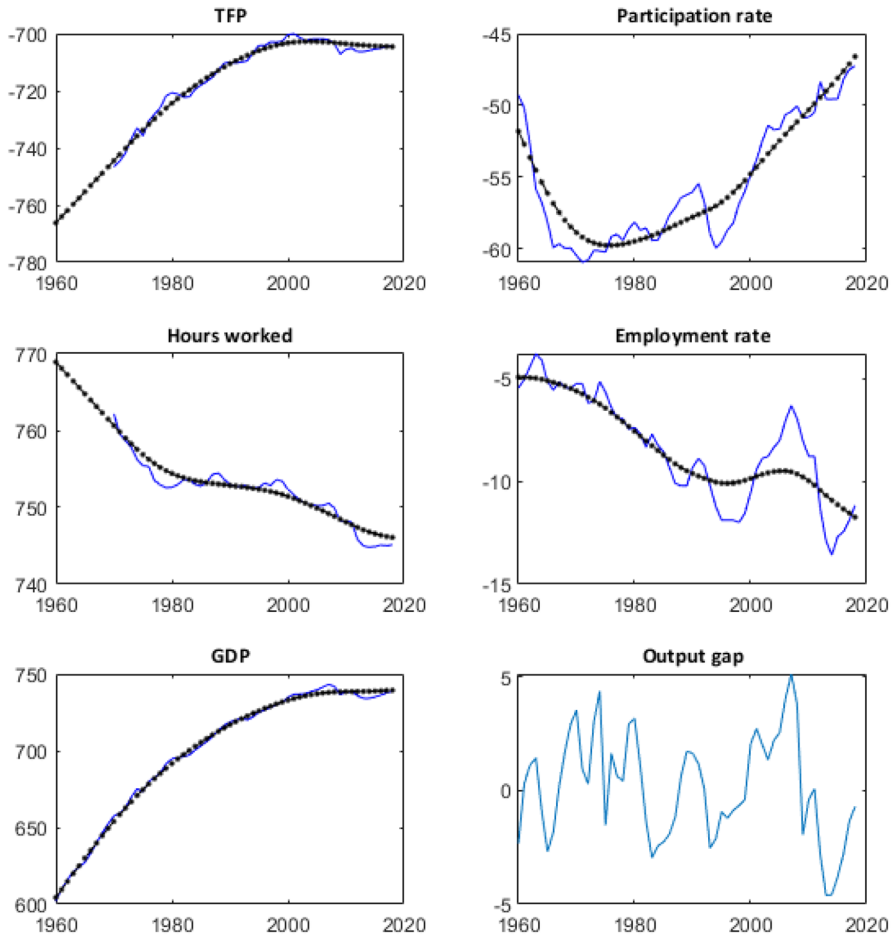 TFP
-700
-720
-740
-760
-780
1960 1980 2000 2020
Participation rate
-45
-50
-55
-60
1960 1980 2000 2020
Hours worked
770
760
750
740
1960 1980 2000 2020
Employment rate
-5
-10
-15
1960 1980 2000 2020
GDP
750
700
650
600
1960 1980 2000 2020
Output gap
5
0
-5
1960 1980 2000 2020